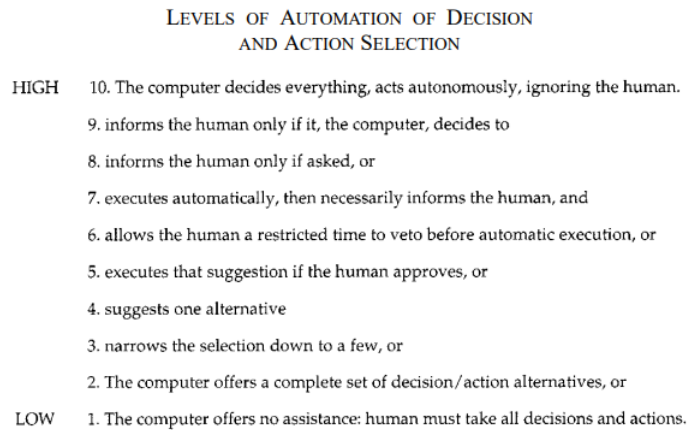 LEVELS OF AUTOMATION OF DECISION
AND ACTION SELECTION
HIGH 10. The computer decides everything, acts autonomously, ignoring the human.
9. informs the human only if it, the computer, decides to
8. informs the human only if asked, or
7. executes automatically, then necessarily informs the human, and
6. allows the human a restricted time to veto before automatic execution, or
5. executes that suggestion if the human approves, or
4. suggests one alternative
3. narrows the selection down to a few, or
2. The computer offers a complete set of decision/action alternatives, or
LOW 1. The computer offers no assistance: human must take all decisions and actions.